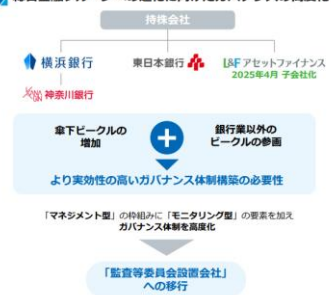 持株会社
横浜銀行
東日本銀行
L&Fアセットファイナンス
2025年4月 子会社化
神奈川銀行
傘下ビークルの
増加
銀行業以外の
ビークルの参画
より実効性の高いガバナンス体制構築の必要性
「マネジメント型」の枠組みに「モニタリング型」の要素を加え
ガバナンス体制を高度化
「監査等委員会設置会社」
への移行